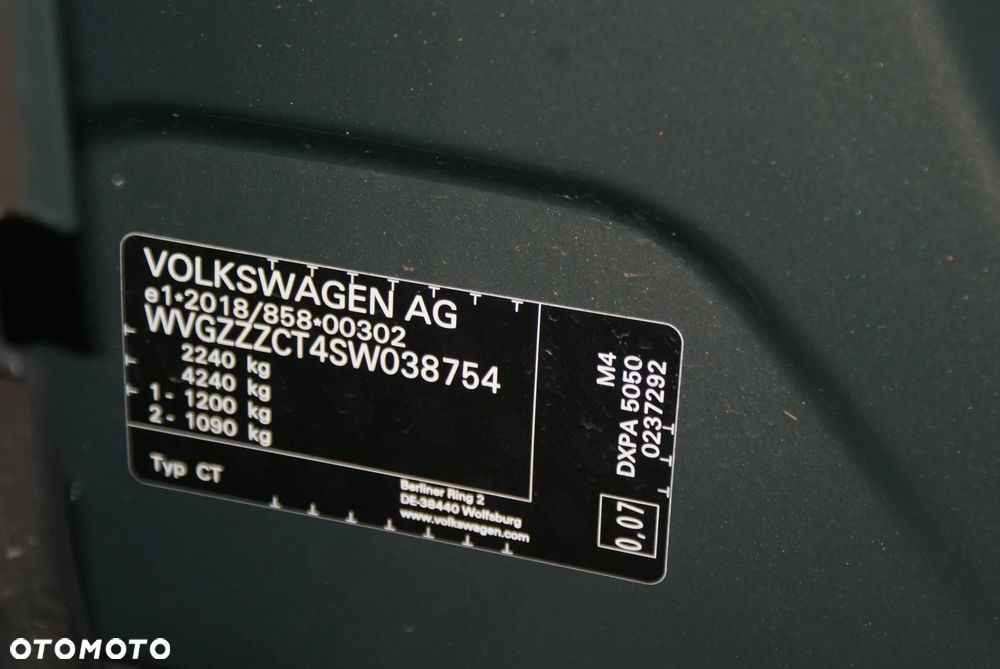 VOLKSWAGEN AG
e1*2018/858*00302
WVGZZZCT4SW038754
2240 kg
4240 kg
1 - 1200 kg
2 - 1090 kg
Typ CT
Berliner Ring 2
DE-38440 Wolfsburg
www.volkswagen.com
M4
DXPA 5050
0237292
0,07
OTOMOTO